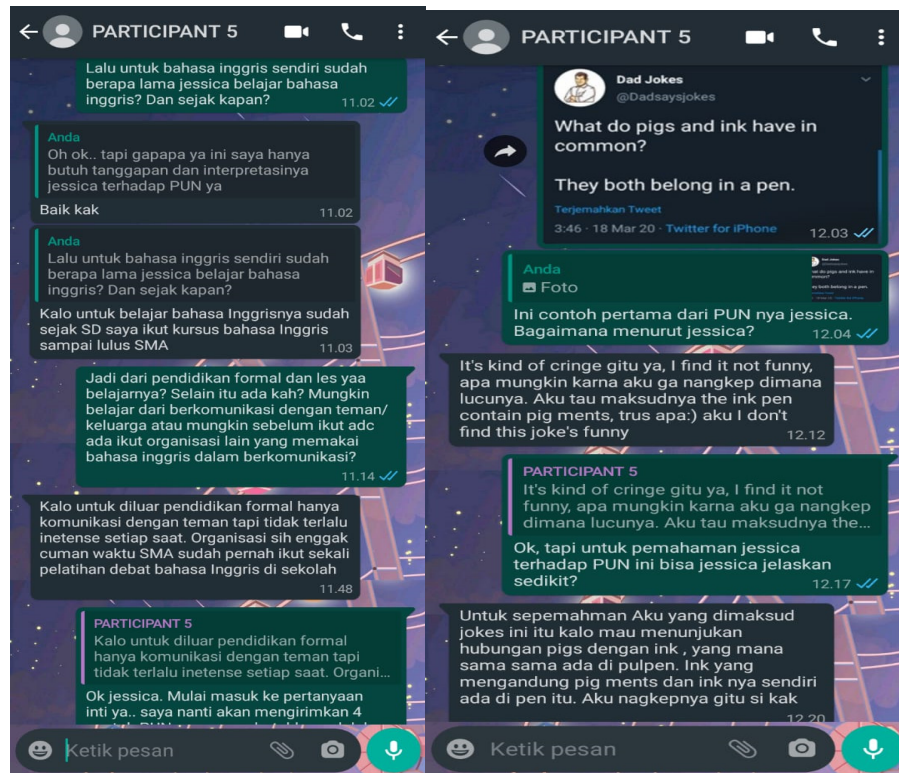 PARTICIPANT 5
Lalu untuk bahasa inggris sendiri sudah
berapa lama jessica belajar bahasa
inggris? Dan sejak kapan?
11.02
Anda
Oh ok.. tapi gapapa ya ini saya hanya
butuh tanggapan dan interpretasinya
jessica terhadap PUN ya
Baik kak
11.02
Anda
Lalu untuk bahasa inggris sendiri sudah
berapa lama jessica belajar bahasa
inggris? Dan sejak kapan?
Kalo untuk belajar bahasa Inggrisnya sudah
sejak SD saya ikut kursus bahasa Inggris
sampai lulus SMA
11.03
Jadi dari pendidikan formal dan les yaa
belajarnya? Selain itu ada kah? Mungkin
belajar dari berkomunikasi dengan teman/
keluarga atau mungkin sebelum ikut adc
ada ikut organisasi lain yang memakai
bahasa inggris dalam berkomunikasi?
11.14
Kalo untuk diluar pendidikan formal hanya
komunikasi dengan teman tapi tidak terlalu
inetense setiap saat. Organisasi sih enggak
cuman waktu SMA sudah pernah ikut sekali
pelatihan debat bahasa Inggris di sekolah
11.48
PARTICIPANT 5
Kalo untuk diluar pendidikan formal
hanya komunikasi dengan teman tapi
tidak terlalu inetense setiap saat. Organi...
Ok jessica. Mulai masuk ke pertanyaan
inti ya.. saya nanti akan mengirimkan 4
Ketik pesan
PARTICIPANT 5
Dad Jokes
@Dadsaysjokes
What do pigs and ink have in
common?
They both belong in a pen.
Terjemahkan Tweet
3:46 · 18 Mar 20 · Twitter for iPhone
12.03
Anda
Foto
Ini contoh pertama dari PUN nya jessica.
Bagaimana menurut jessica?
12.04
It's kind of cringe gitu ya, I find it not funny,
apa mungkin karna aku ga nangkep dimana
lucunya. Aku tau maksudnya the ink pen
contain pig ments, trus apa:) aku I don't
find this joke's funny
12.12
PARTICIPANT 5
It's kind of cringe gitu ya, I find it not
funny, apa mungkin karna aku ga nangkep
dimana lucunya. Aku tau maksudnya the...
Ok, tapi untuk pemahaman jessica
terhadap PUN ini bisa jessica jelaskan
sedikit?
12.17
Untuk sepemahman Aku yang dimaksud
jokes ini itu kalo mau menunjukan
hubungan pigs dengan ink , yang mana
sama sama ada di pulpen. Ink yang
mengandung pig ments dan ink nya sendiri
ada di pen itu. Aku nagkepnya gitu si kak
12.20
Ketik pesan